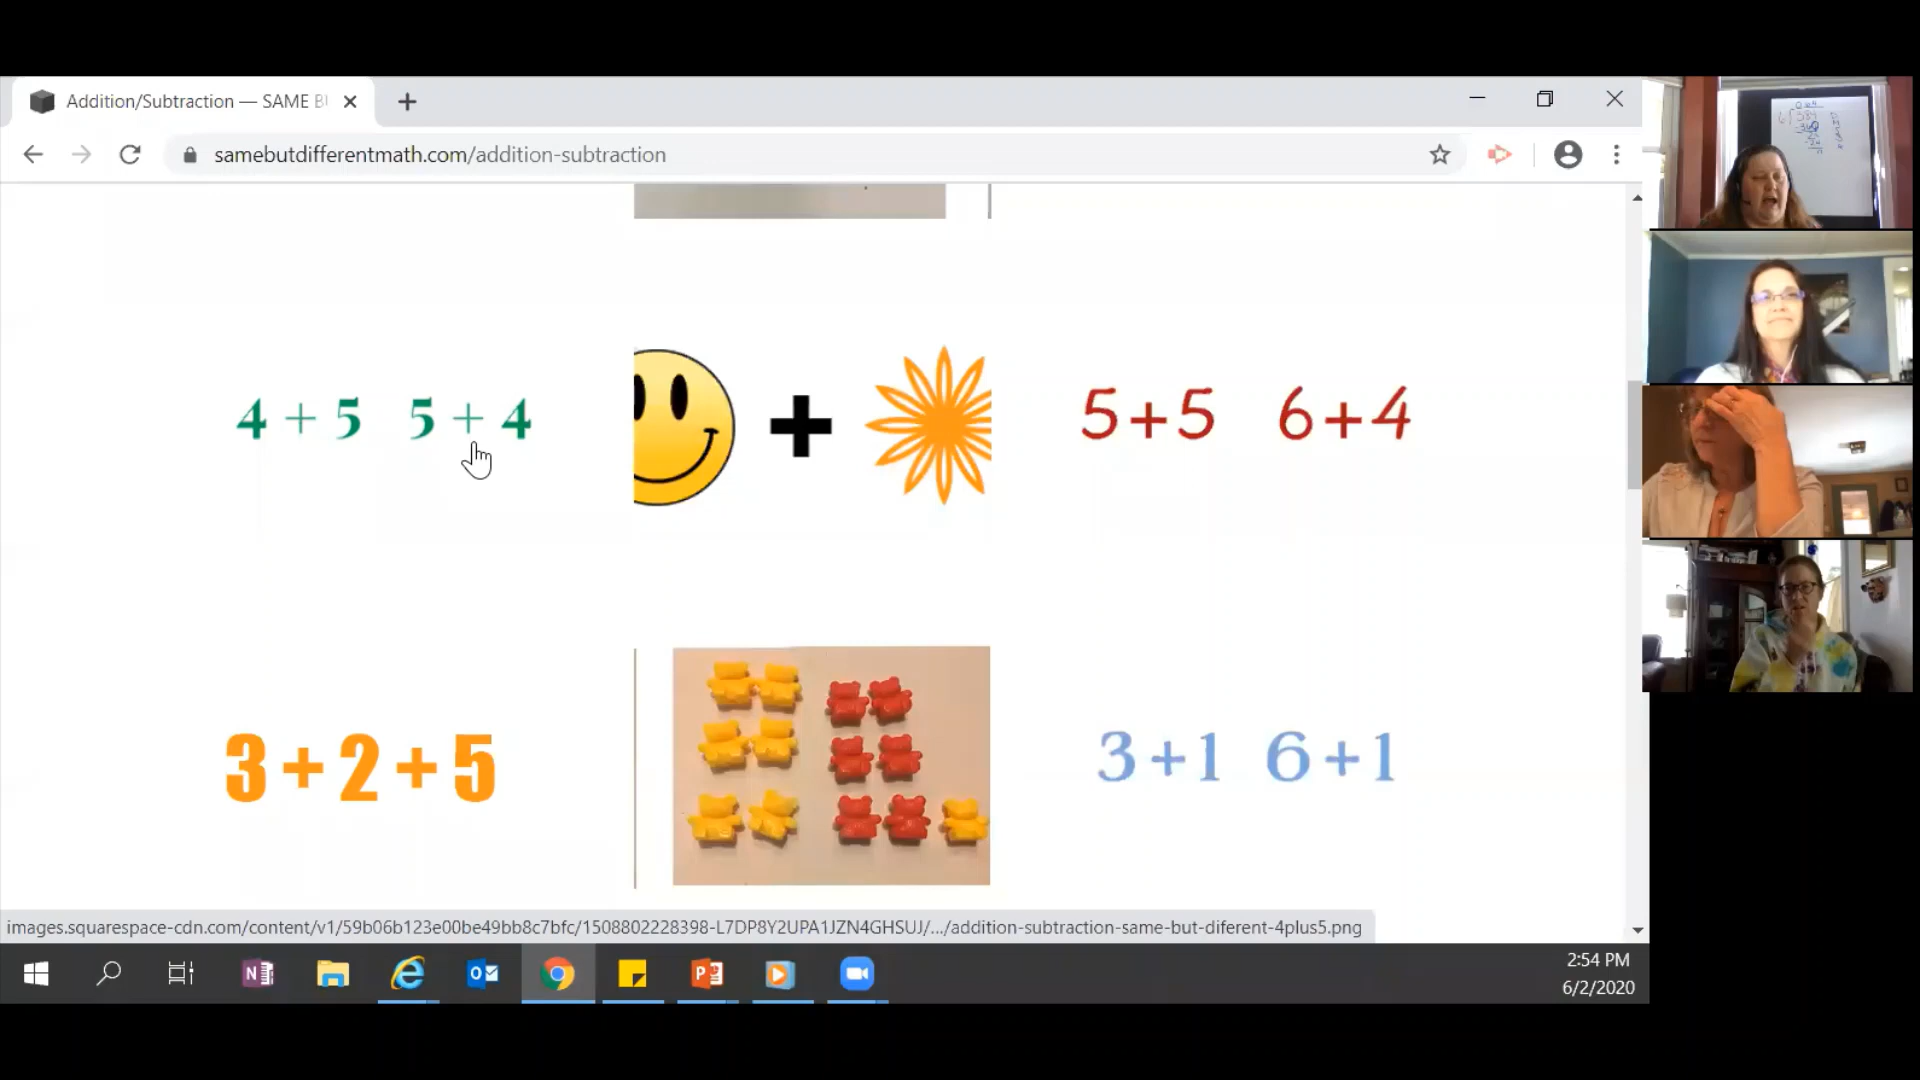 Addition/Subtraction — SAME B
samebutdifferentmath.com/addition-subtraction
4 + 5 5 + 4
+
5+5 6+4
3+2+5
3+1 6+1
images.squarespace-cdn.com/content/v1/59b06b123e00be49bb8c7bfc/1508802228398-L7DP8Y2UPA1JZN4GHSUJ/.../addition-subtraction-same-but-diferent-4plus5.png
2:54 PM
6/2/2020